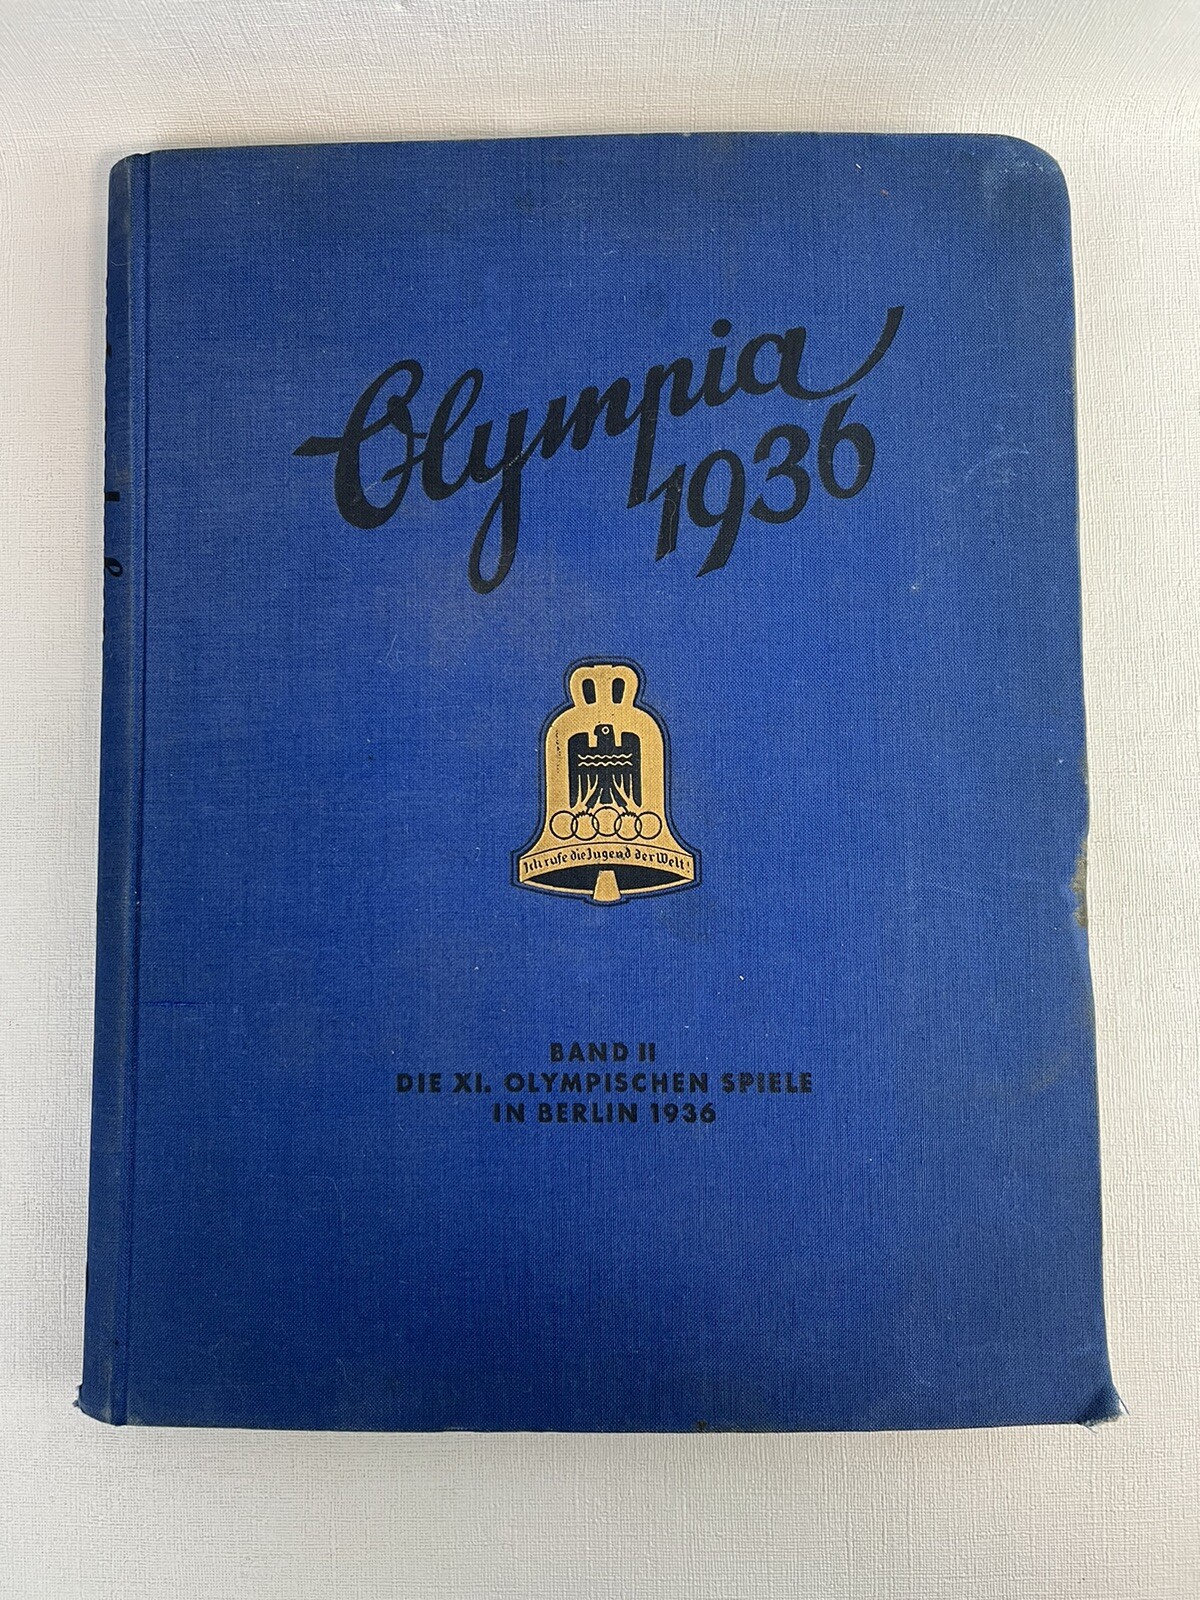 Olympia
1936
Ich rufe die Jugend der Welt!
BAND II
DIE XI. OLYMPISCHEN SPIELE
IN BERLIN 1936